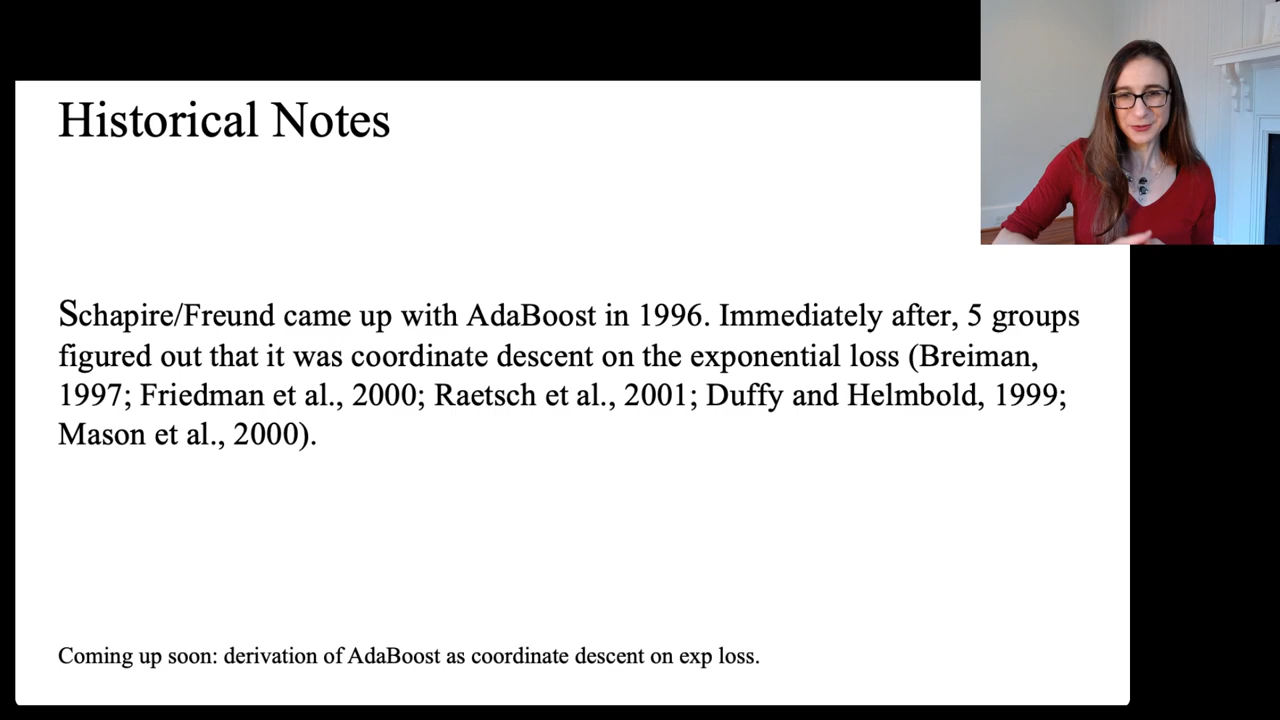 Historical Notes
Schapire/Freund came up with AdaBoost in 1996. Immediately after, 5 groups
figured out that it was coordinate descent on the exponential loss (Breiman,
1997; Friedman et al., 2000; Raetsch et al., 2001; Duffy and Helmbold, 1999;
Mason et al., 2000).
Coming up soon: derivation of AdaBoost as coordinate descent on exp loss.